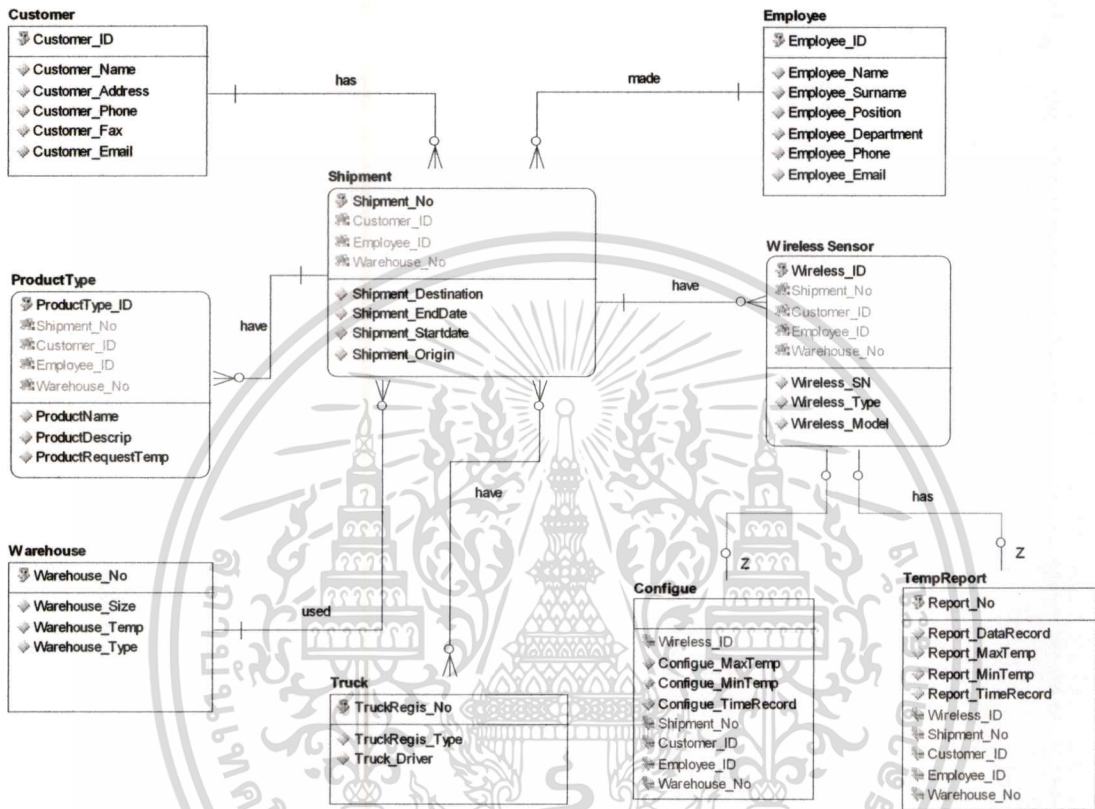 Customer
Customer_ID
Customer_Name
Customer_Address
Customer_Phone
Customer_Fax
Customer_Email
has
made
Employee
Employee_ID
Employee_Name
Employee_Surname
Employee_Position
Employee_Department
Employee_Phone
Employee_Email
Shipment
Shipment_No
Customer_ID
Employee_ID
Warehouse_No
Shipment_Destination
Shipment_EndDate
Shipment_Startdate
Shipment_Origin
have
Wireless Sensor
Wireless_ID
Shipment_No
Customer_ID
Employee_ID
Warehouse_No
Wireless_SN
Wireless_Type
Wireless_Model
ProductType
ProductType_ID
Shipment_No
Customer_ID
Employee_ID
Warehouse_No
ProductName
ProductDescrip
ProductRequestTemp
have
have
has
Z
Z
Warehouse
Warehouse_No
Warehouse_Size
Warehouse_Temp
Warehouse_Type
used
Truck
TruckRegis_No
TruckRegis_Type
Truck_Driver
Configue
Wireless_ID
Configue_MaxTemp
Configue_MinTemp
Configue_TimeRecord
Shipment_No
Customer_ID
Employee_ID
Warehouse_No
TempReport
Report_No
Report_DataRecord
Report_MaxTemp
Report_MinTemp
Report_TimeRecord
Wireless_ID
Shipment_No
Customer_ID
Employee_ID
Warehouse_No